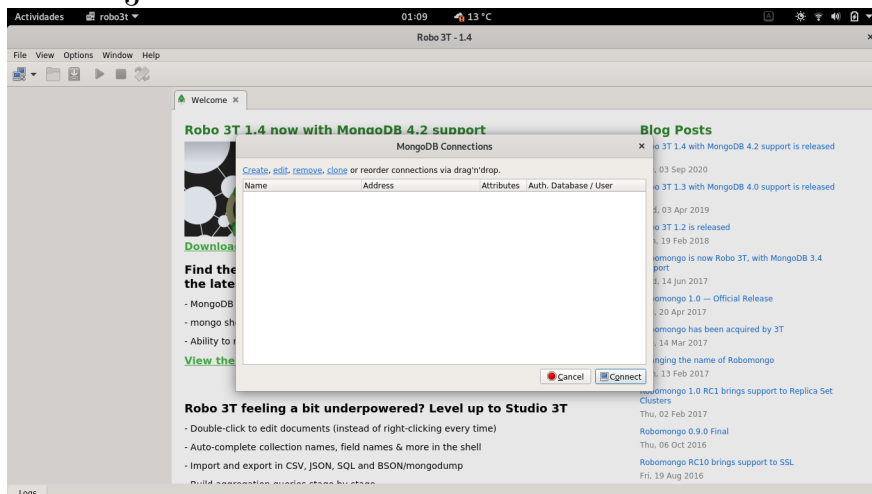 Actividades robo3t 01:09 13 °C
Robo 3T - 1.4
File View Options Window Help
Welcome
Robo 3T 1.4 now with MongoDB 4.2 support
Find the
the late
- MongoDB
- mongo sh
- Ability to
View the
Robo 3T feeling a bit underpowered? Level up to Studio 3T
- Double-click to edit documents (instead of right-clicking every time)
- Auto-complete collection names, field names & more in the shell
- Import and export in CSV, JSON, SQL and BSON/mongodump
- Build aggregation queries stage by stage
MongoDB Connections
Create, edit, remove, clone or reorder connections via drag'n'drop.
Name Address Attributes Auth. Database / User
Cancel Connect
Blog Posts
3T 1.4 with MongoDB 4.2 support is released
03 Sep 2020
3T 1.3 with MongoDB 4.0 support is released
03 Apr 2019
3T 1.2 is released
19 Feb 2018
is now Robo 3T, with MongoDB 3.4
14 Jun 2017
1.0 — Official Release
20 Apr 2017
has been acquired by 3T
14 Mar 2017
the name of Robomongo
13 Feb 2017
Robomongo 1.0 RC1 brings support to Replica Set
Clusters
Thu, 02 Feb 2017
Robomongo 0.9.0 Final
Thu, 06 Oct 2016
Robomongo RC10 brings support to SSL
Fri, 19 Aug 2016
Logs